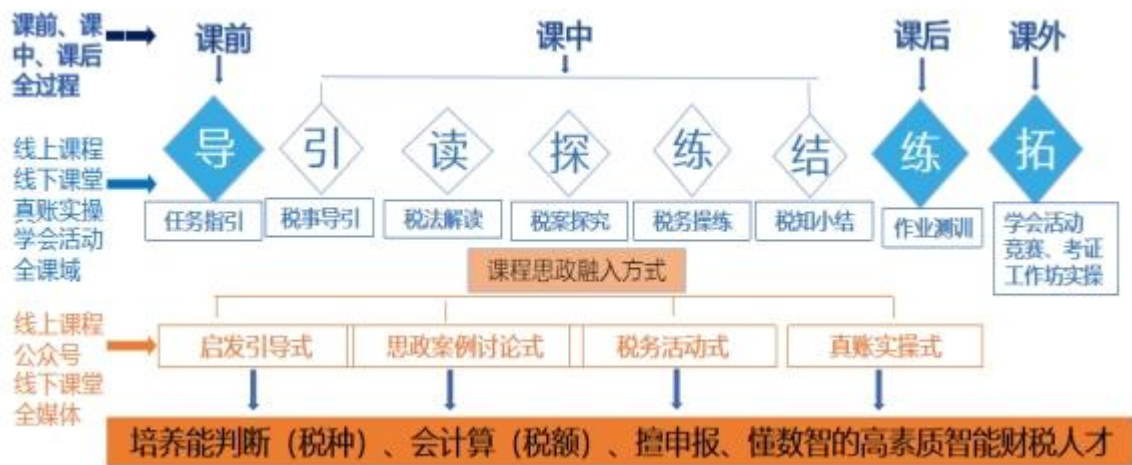 课前、课
中、课后
全过程
课前
课中
课后
课外
导
引
读
探
练
结
练
拓
线上课程
线下课堂
真账实操
学会活动
全课域
任务指引
税事导引
税法解读
税案探究
税务操练
税知小结
作业测训
学会活动
竞赛、考证
工作坊实操
课程思政融入方式
线上课程
公众号
线下课堂
全媒体
启发引导式
思政案例讨论式
税务活动式
真账实操式
培养能判断（税种）、会计算（税额）、擅申报、懂数智的高素质智能财税人才